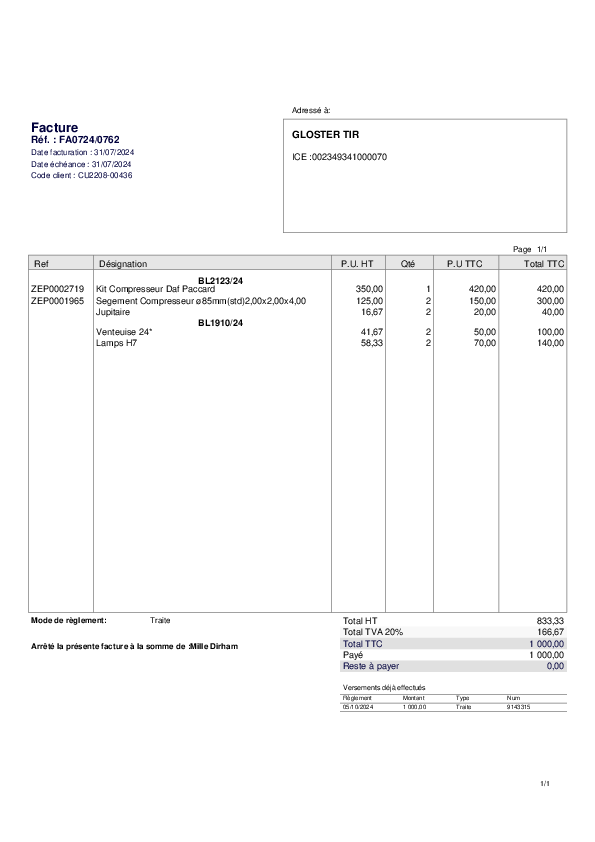 Adressé à:
Facture
Réf. : FA0724/0762
Date facturation : 31/07/2024
Date échéance : 31/07/2024
Code client : CU2208-00436
GLOSTER TIR
ICE :002349341000070
Page 1/1
Ref Désignation P.U. HT Qté P.U TTC Total TTC
BL2123/24
ZEP0002719 Kit Compresseur Daf Paccard 350,00 1 420,00 420,00
ZEP0001965 Segement Compresseur ø85mm(std)2,00x2,00x4,00 125,00 2 150,00 300,00
Jupitaire 16,67 2 20,00 40,00
BL1910/24
Venteuise 24* 41,67 2 50,00 100,00
Lamps H7 58,33 2 70,00 140,00
Mode de règlement: Traite
Arrêté la présente facture à la somme de :Mille Dirham
Total HT 833,33
Total TVA 20% 166,67
Total TTC 1 000,00
Payé 1 000,00
Reste à payer 0,00
Versements déjà effectués
Règlement Montant Type Num
05/10/2024 1 000,00 Traite 9143315
1/1